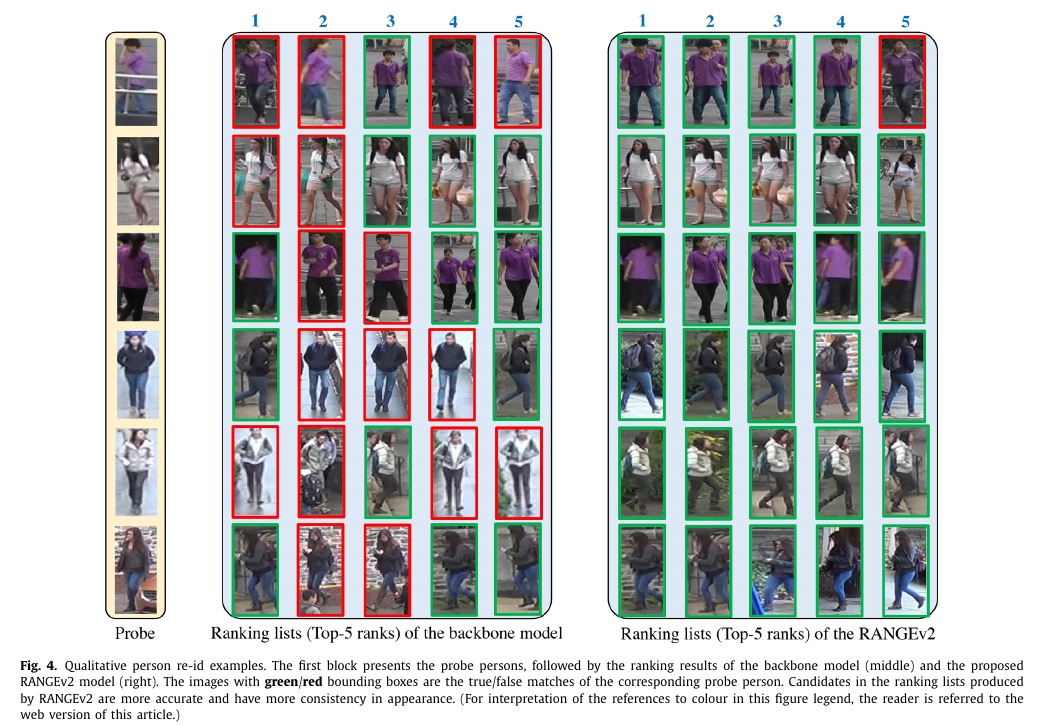 1 2 3 4 5 1 2 3 4 5
Probe Ranking lists (Top-5 ranks) of the backbone model Ranking lists (Top-5 ranks) of the RANGEv2
Fig. 4. Qualitative person re-id examples. The first block presents the probe persons, followed by the ranking results of the backbone model (middle) and the proposed
RANGEv2 model (right). The images with green/red bounding boxes are the true/false matches of the corresponding probe person. Candidates in the ranking lists produced
by RANGEv2 are more accurate and have more consistency in appearance. (For interpretation of the references to colour in this figure legend, the reader is referred to the
web version of this article.)